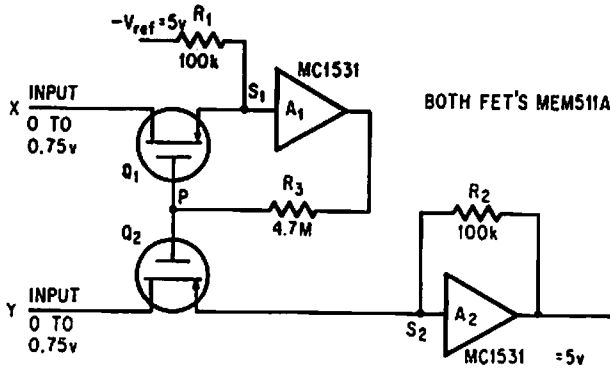 -Vref=5v
R1
100k
MC1531
S1
A1
BOTH FET'S MEM511A
X INPUT
0 TO
0.75v
Q1
P
R3
4.7M
Q2
R2
100k
Y INPUT
0 TO
0.75v
S2
A2
MC1531 =5v